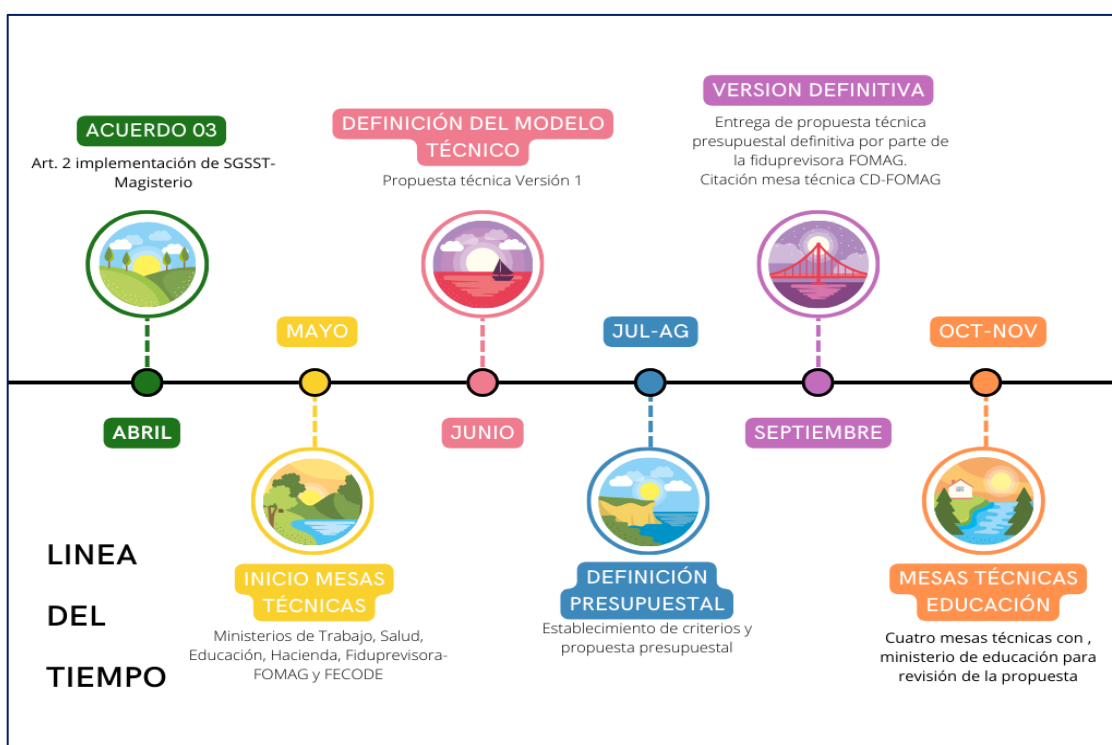 ACUERDO 03
Art. 2 implementación de SGSST-
Magisterio
ABRIL
MAYO
INICIO MESAS
TÉCNICAS
Ministerios de Trabajo, Salud,
Educación, Hacienda, Fiduprevisora-
FOMAG y FECODE
DEFINICIÓN DEL MODELO
TÉCNICO
Propuesta técnica Versión 1
JUNIO
JUL-AG
DEFINICIÓN
PRESUPUESTAL
Establecimiento de criterios y
propuesta presupuestal
VERSION DEFINITIVA
Entrega de propuesta técnica
presupuestal definitiva por parte de
la fiduprevisora FOMAG.
Citación mesa técnica CD-FOMAG
SEPTIEMBRE
OCT-NOV
MESAS TÉCNICAS
EDUCACIÓN
Cuatro mesas técnicas con ,
ministerio de educación para
revisión de la propuesta
LINEA
DEL
TIEMPO